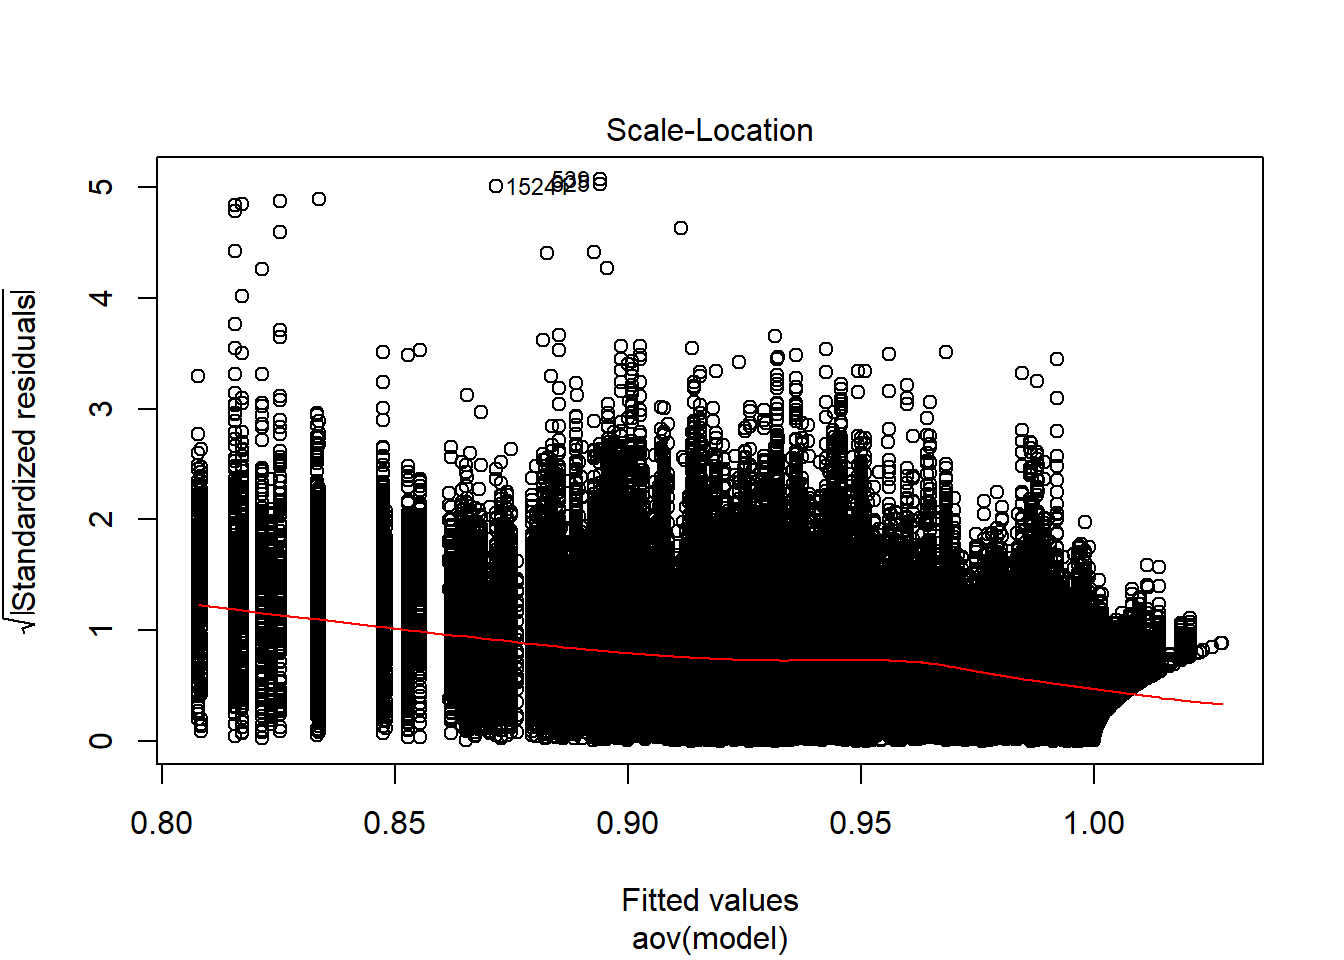 Scale-Location
√|Standardized residuals|
5
4
3
2
1
0
539
0.80 0.85 0.90 0.95 1.00
Fitted values
aov(model)